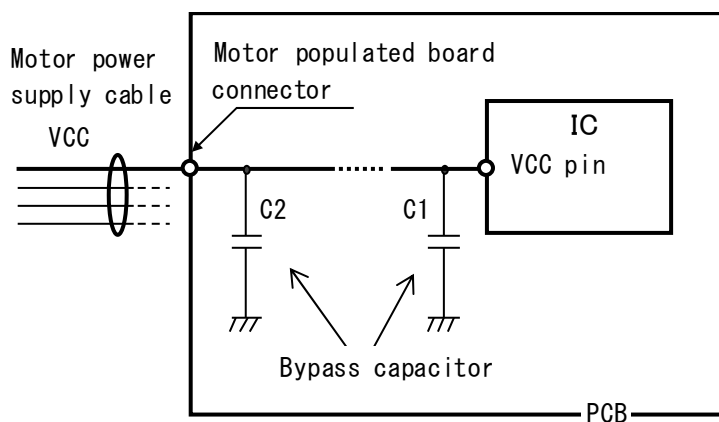 Motor power
supply cable
VCC
Motor populated board
connector
IC
VCC pin
C2
C1
Bypass capacitor
PCB